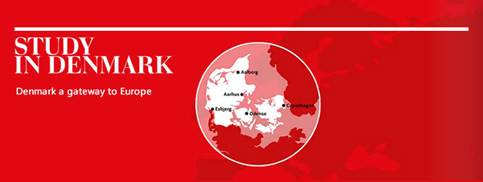 STUDY
IN DENMARK
Denmark a gateway to Europe
Aalborg
Aarhus
Esbjerg
Odense
Copenhagen